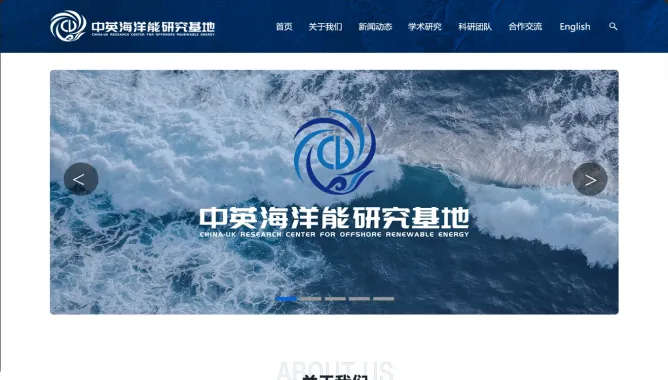 中英海洋能研究基地
CHINA-UK RESEARCH CENTER FOR OFFSHORE RENEWABLE ENERGY
首页 关于我们 新闻动态 学术研究 科研团队 合作交流 English
中英海洋能研究基地
CHINA-UK RESEARCH CENTER FOR OFFSHORE RENEWABLE ENERGY
ABOUT US
关于我们